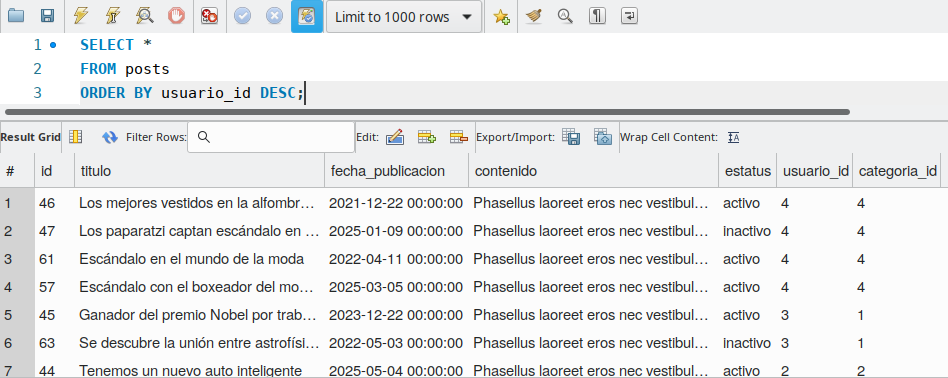 Limit to 1000 rows
1 SELECT *
2 FROM posts
3 ORDER BY usuario_id DESC;
Result Grid Filter Rows: Edit: Export/Import: Wrap Cell Content:
# id titulo fecha_publicacion contenido estatus usuario_id categoria_id
1 46 Los mejores vestidos en la alfombr… 2021-12-22 00:00:00 Phasellus laoreet eros nec vestibul… activo 4 4
2 47 Los paparatzi captan escándalo en … 2025-01-09 00:00:00 Phasellus laoreet eros nec vestibul… inactivo 4 4
3 61 Escándalo en el mundo de la moda 2022-04-11 00:00:00 Phasellus laoreet eros nec vestibul… activo 4 4
4 57 Escándalo con el boxeador del mo… 2025-03-05 00:00:00 Phasellus laoreet eros nec vestibul… activo 4 4
5 45 Ganador del premio Nobel por trab… 2023-12-22 00:00:00 Phasellus laoreet eros nec vestibul… activo 3 1
6 63 Se descubre la unión entre astrofísi… 2022-05-03 00:00:00 Phasellus laoreet eros nec vestibul… inactivo 3 1
7 44 Tenemos un nuevo auto inteligente 2025-05-04 00:00:00 Phasellus laoreet eros nec vestibul… activo 2 2